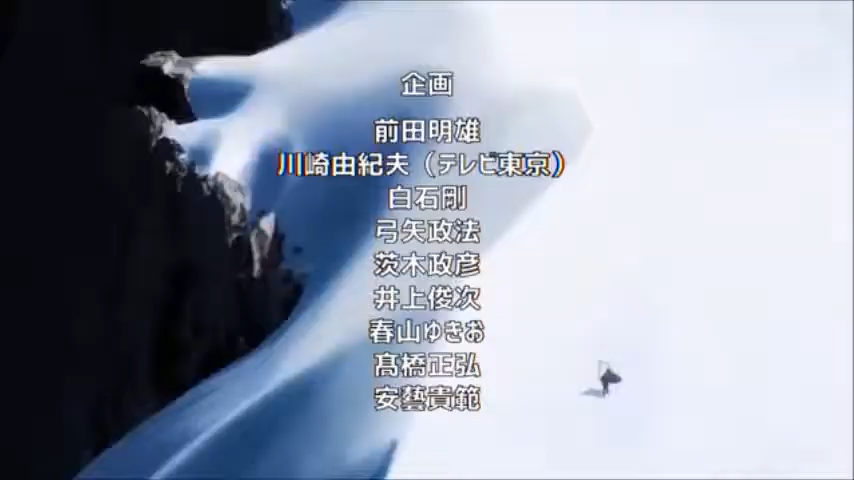 企画
前田明雄
川崎由紀夫（テレビ東京）
白石剛
弓矢政法
茨木政彦
井上俊次
春山ゆきお
髙橋正弘
安藝貴範